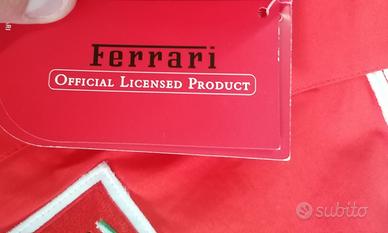 Ferrari
OFFICIAL LICENSED PRODUCT
subito